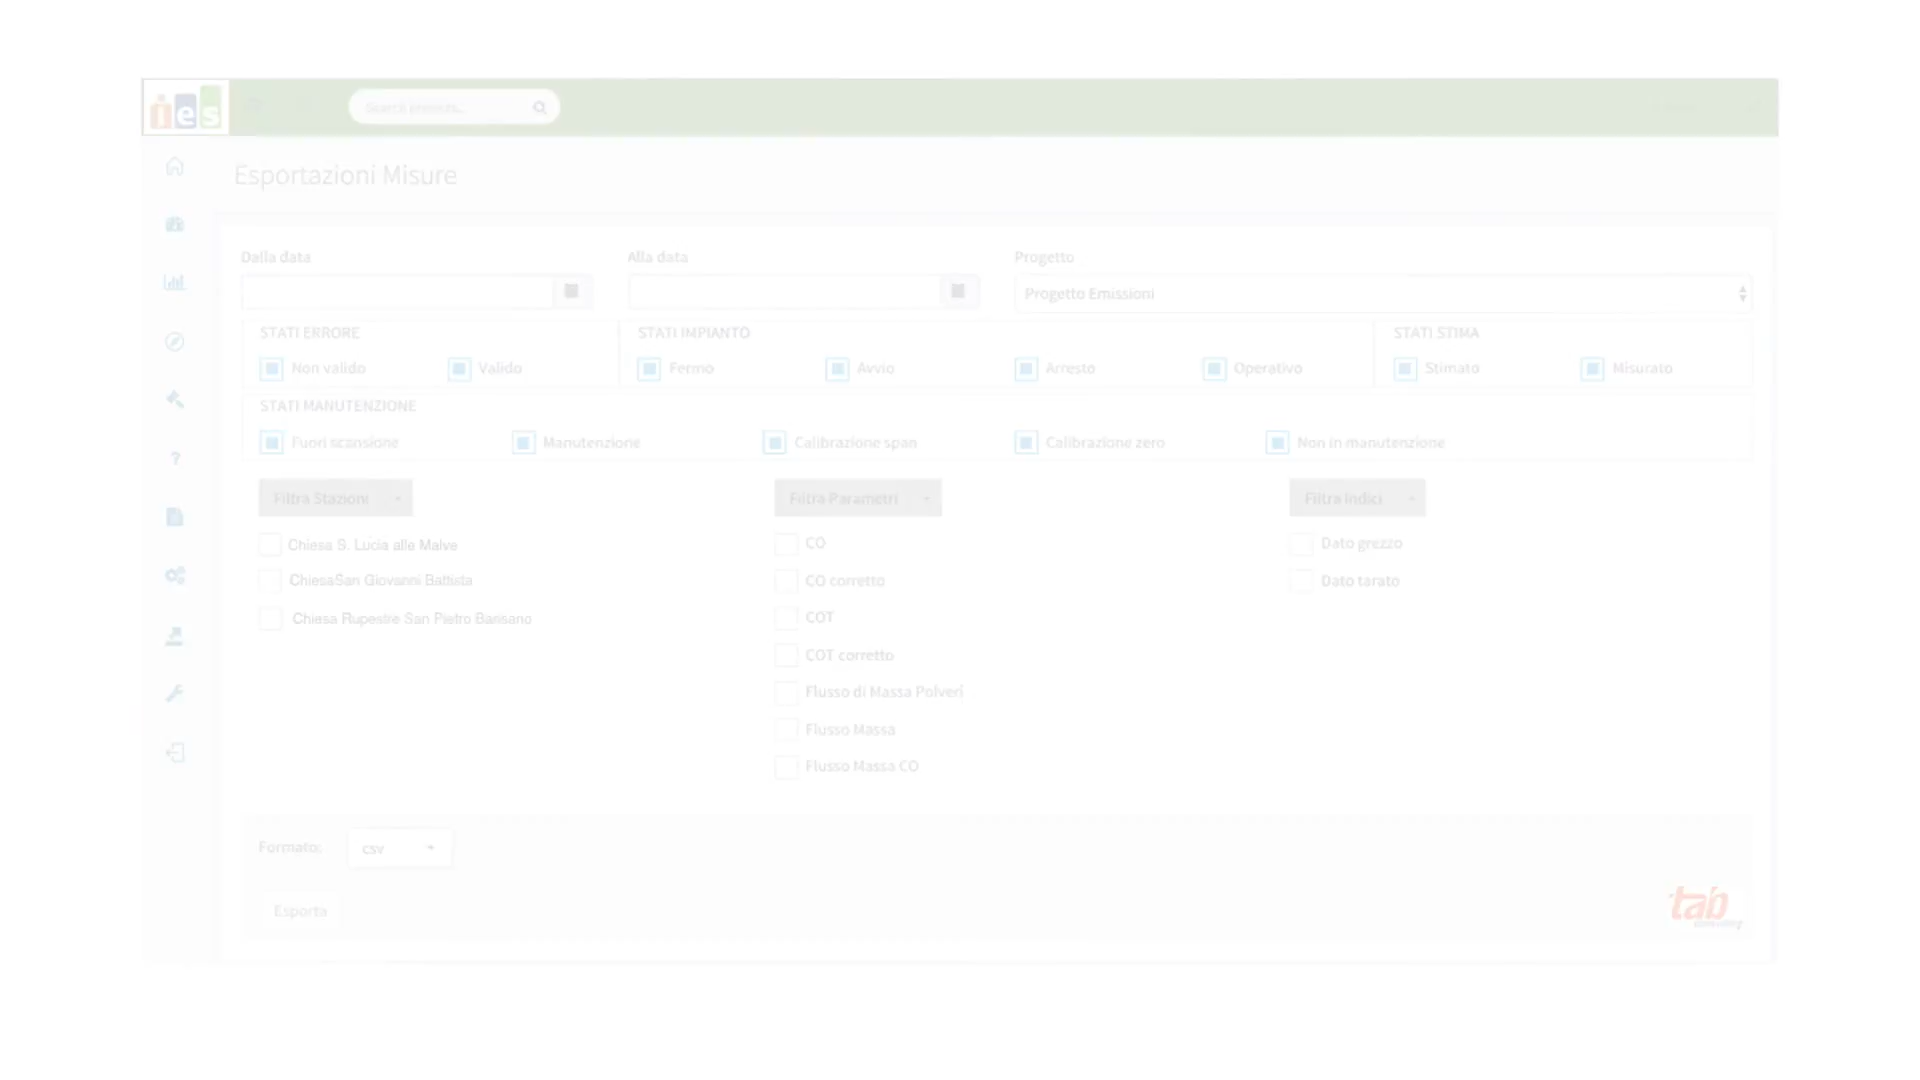 ies
Search projects...
Esportazioni Misure
Dalla data
Alla data
Progetto
Progetto Emissioni
STATI ERRORE
STATI IMPIANTO
STATI STIMA
Non valido
Valido
Fermo
Avvio
Arresto
Operativo
Stimato
Misurato
STATI MANUTENZIONE
Fuori scansione
Manutenzione
Calibrazione span
Calibrazione zero
Non in manutenzione
Filtra Stazioni
Filtra Parametri
Filtra Indici
Chiesa S. Lucia alle Malve
CO
Dato grezzo
ChiesaSan Giovanni Battista
CO corretto
Dato tarato
Chiesa Rupestre San Pietro Barisano
COT
COT corretto
Flusso di Massa Polveri
Flusso Massa
Flusso Massa CO
Formato:
csv
Esporta
tab
consulting